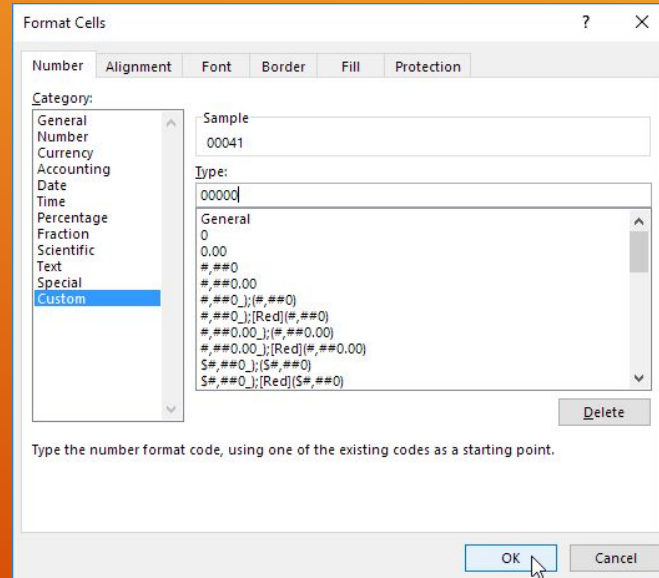 Format Cells ? X
Number Alignment Font Border Fill Protection
Category:
General
Number
Currency
Accounting
Date
Time
Percentage
Fraction
Scientific
Text
Special
Custom
Sample
00041
Type:
00000
General
0
0.00
#,##0
#,##0.00
#,##0_);(#,##0)
#,##0_);[Red](#,##0)
#,##0.00_);(#,##0.00)
#,##0.00_);[Red](#,##0.00)
$#,##0_);($#,##0)
$#,##0_);[Red]($#,##0)
Delete
Type the number format code, using one of the existing codes as a starting point.
OK Cancel